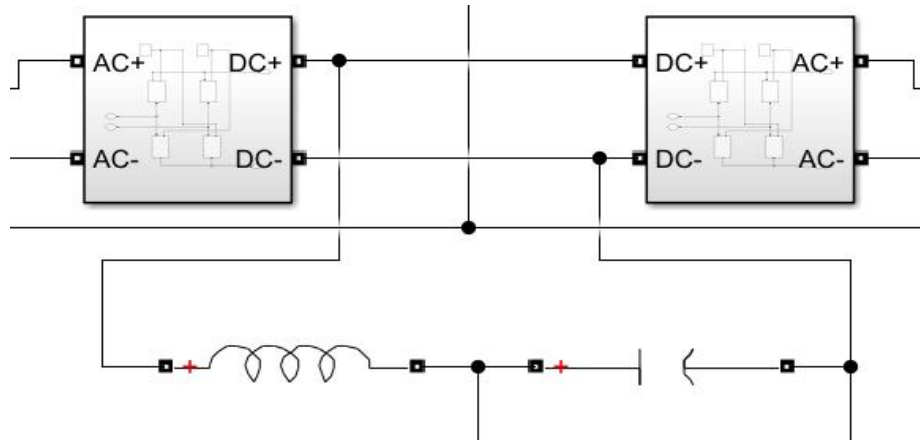 AC+ DC+ DC+ AC+
AC- DC- DC- AC-
+ +